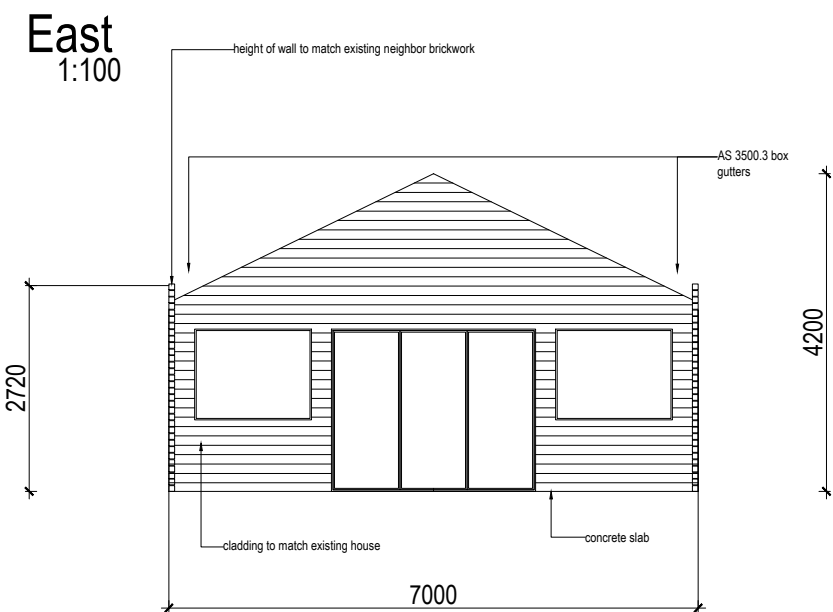 East
1:100
height of wall to match existing neighbor brickwork
AS 3500.3 box
gutters
2720
4200
cladding to match existing house
concrete slab
7000